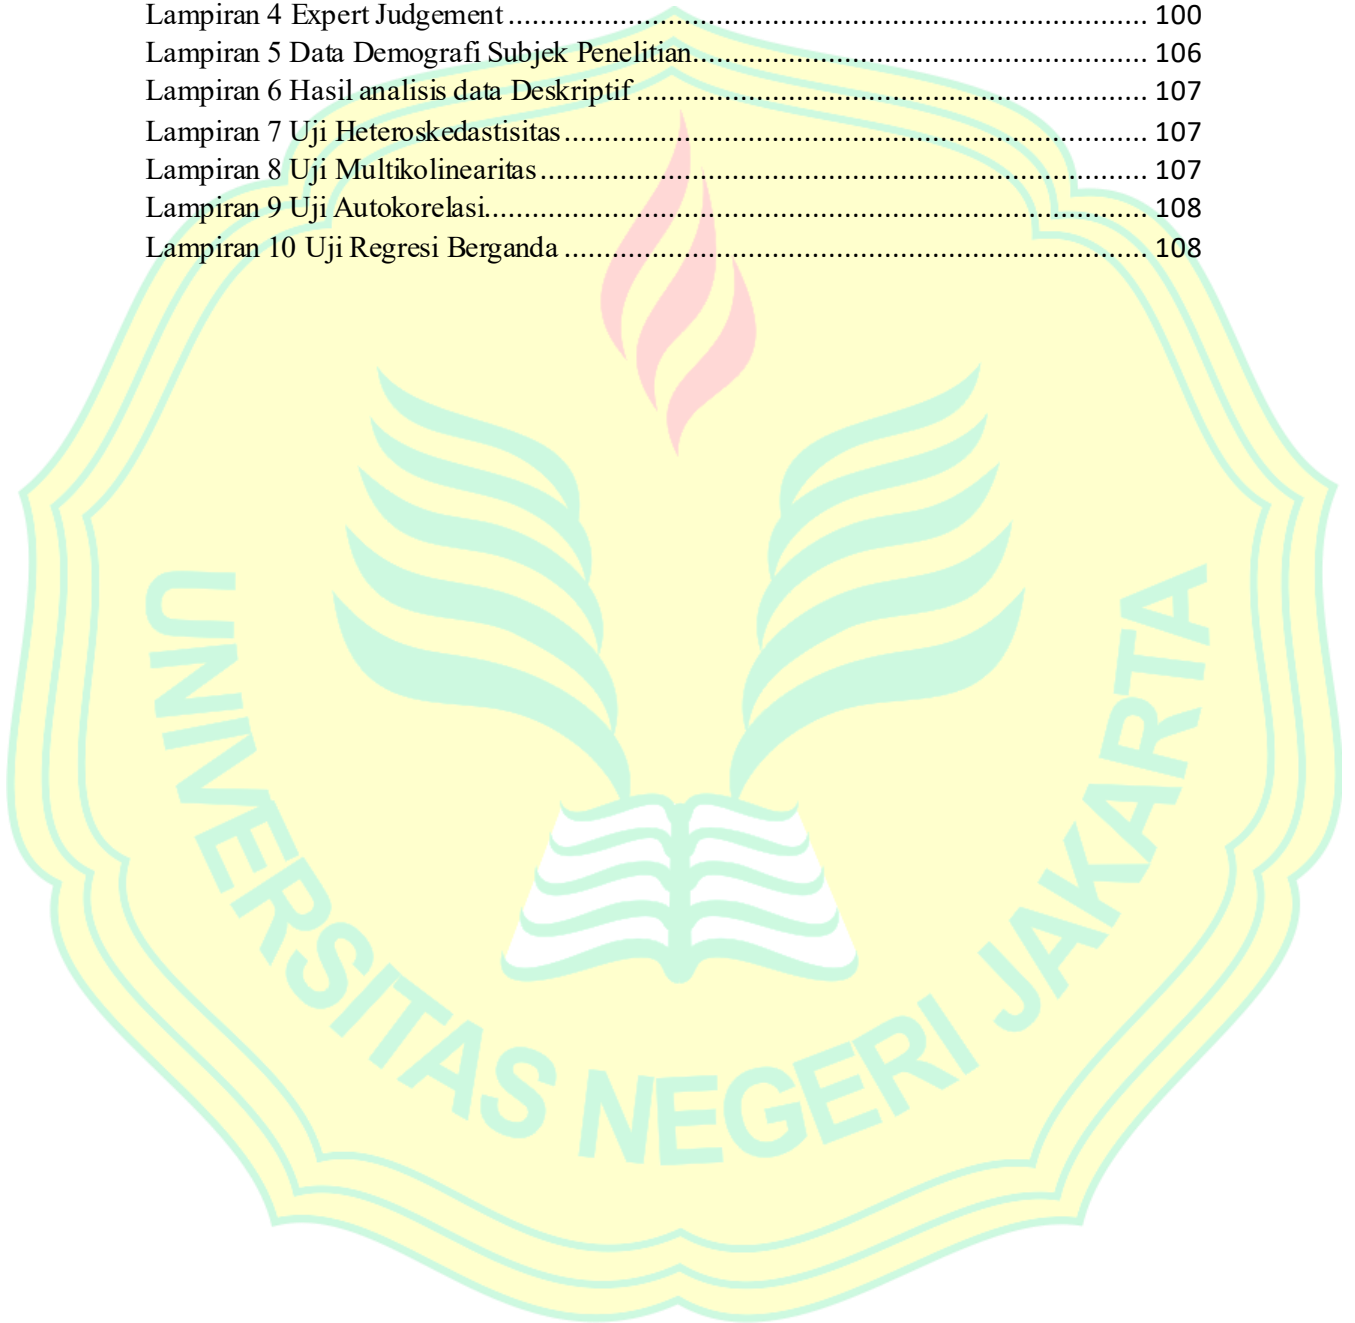 Lampiran 4 Expert Judgement ........................................................................................ 100
Lampiran 5 Data Demografi Subjek Penelitian............................................................... 106
Lampiran 6 Hasil analisis data Deskriptif ...................................................................... 107
Lampiran 7 Uji Heteroskedastisitas ................................................................................ 107
Lampiran 8 Uji Multikolinearitas ................................................................................... 107
Lampiran 9 Uji Autokorelasi.......................................................................................... 108
Lampiran 10 Uji Regresi Berganda ................................................................................ 108
UNIVERSITAS NEGERI JAKARTA